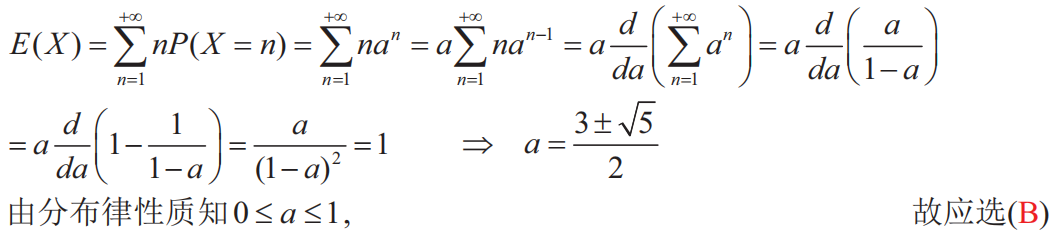 E(X) = \sum_{n=1}^{+\infty} nP(X = n) = \sum_{n=1}^{+\infty} na^n = a\sum_{n=1}^{+\infty} na^{n-1} = a\frac{d}{da}\left(\sum_{n=1}^{+\infty} a^n\right) = a\frac{d}{da}\left(\frac{a}{1-a}\right)
= a\frac{d}{da}\left(1 - \frac{1}{1-a}\right) = \frac{a}{(1-a)^2} = 1 \Rightarrow a = \frac{3 \pm \sqrt{5}}{2}
由分布律性质知0 ≤ a ≤ 1, 故应选(B)